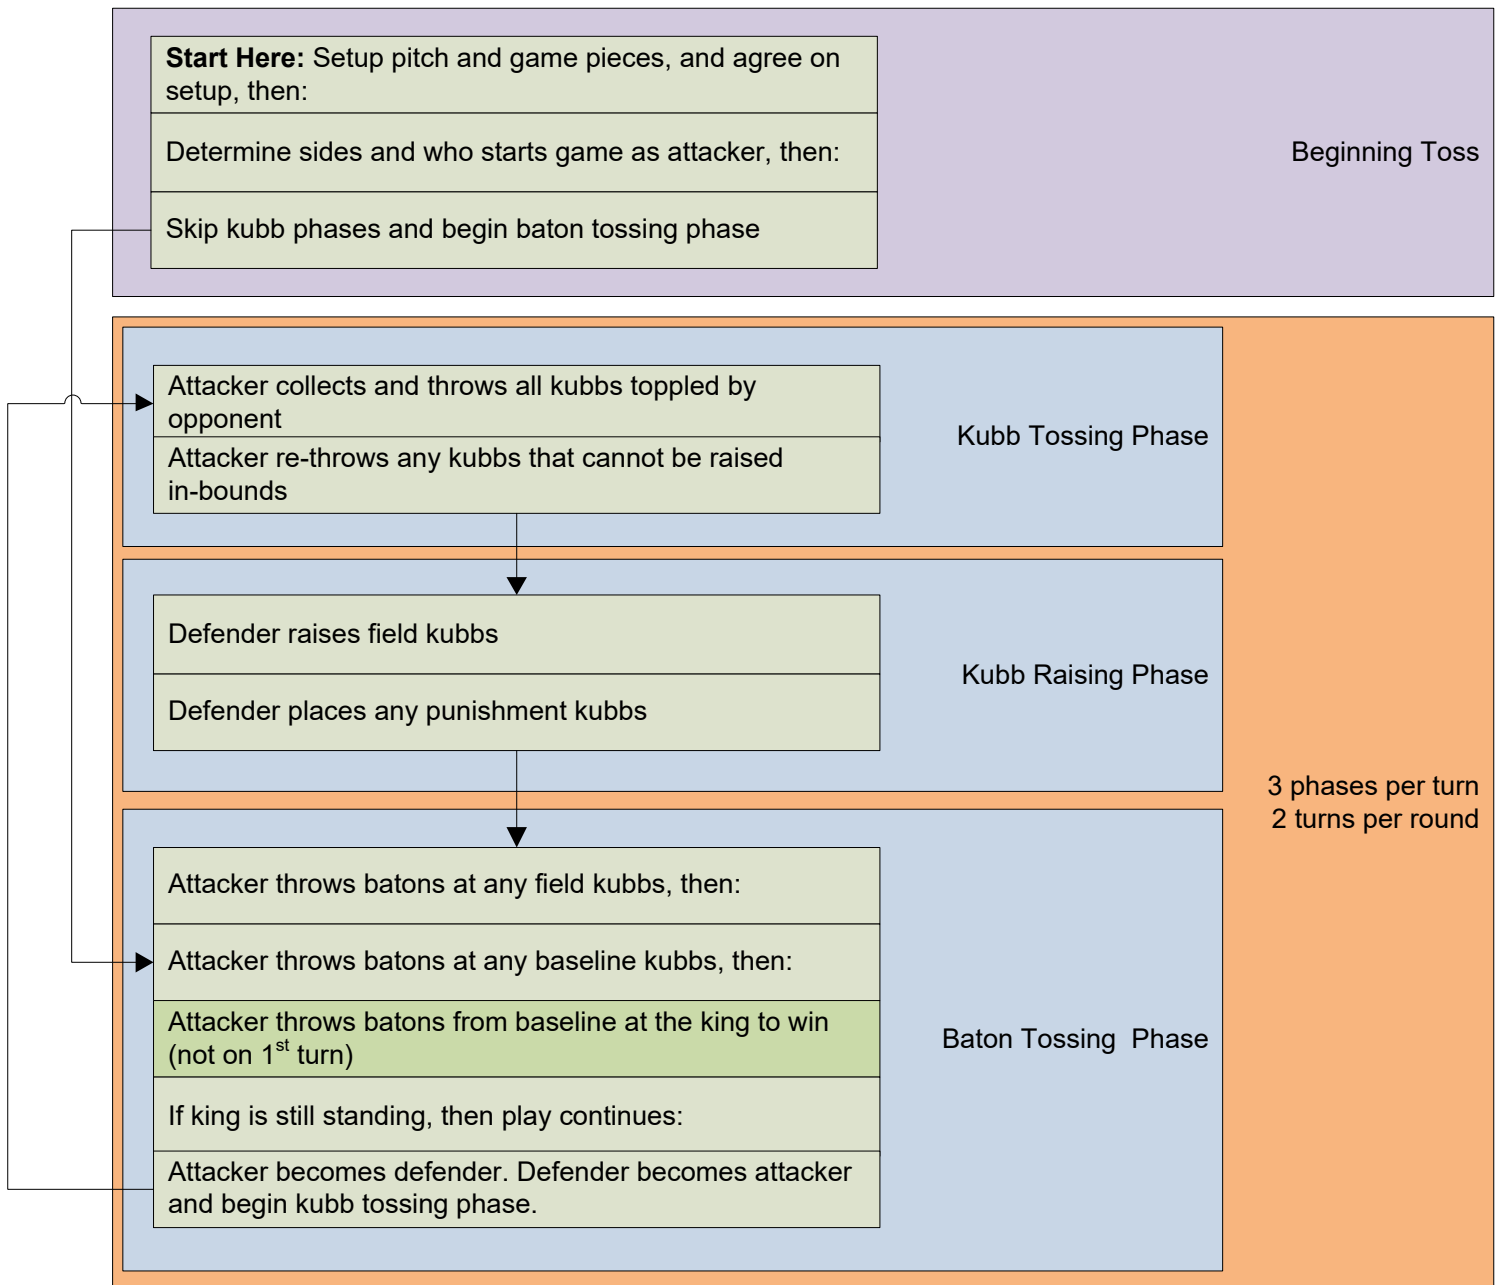 Start Here: Setup pitch and game pieces, and agree on
setup, then:
Determine sides and who starts game as attacker, then:
Skip kubb phases and begin baton tossing phase
Beginning Toss
Attacker collects and throws all kubbs toppled by
opponent
Attacker re-throws any kubbs that cannot be raised
in-bounds
Kubb Tossing Phase
Defender raises field kubbs
Defender places any punishment kubbs
Kubb Raising Phase
3 phases per turn
2 turns per round
Attacker throws batons at any field kubbs, then:
Attacker throws batons at any baseline kubbs, then:
Attacker throws batons from baseline at the king to win
(not on 1st turn)
If king is still standing, then play continues:
Attacker becomes defender. Defender becomes attacker
and begin kubb tossing phase.
Baton Tossing  Phase